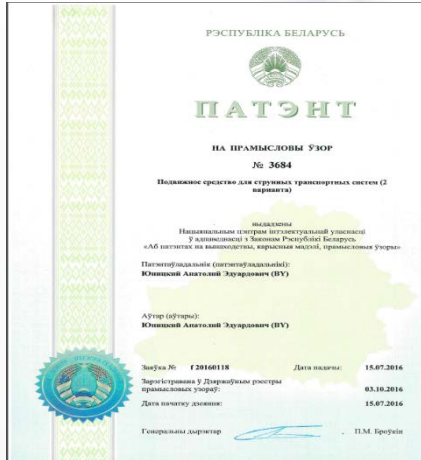 РЭСПУБЛІКА БЕЛАРУСЬ
ПАТЭНТ
НА ПРАМЫСЛОВЫ ЎЗОР
№ 3684
Подвижное средство для струнных транспортных систем (2
варианта)
выдадзены
Нацыянальным цэнтрам інтэлектуальнай уласнасці
ў адпаведнасці з Законам Рэспублікі Беларусь
«Аб патэнтах на вынаходствы, карысныя мадэлі, прамысловыя ўзоры»
Патэнтаўладальнік (патэнтаўладальнікі):
Юницкий Анатолий Эдуардович (BY)
Аўтар (аўтары):
Юницкий Анатолий Эдуардович (BY)
Заяўка № f 20160118 Дата падачы: 15.07.2016
Зарэгістравана ў Дзяржаўным рэестры
прамысловых узораў: 03.10.2016
Дата пачатку дзеяння: 15.07.2016
Генеральны дырэктар П.М. Броўкін